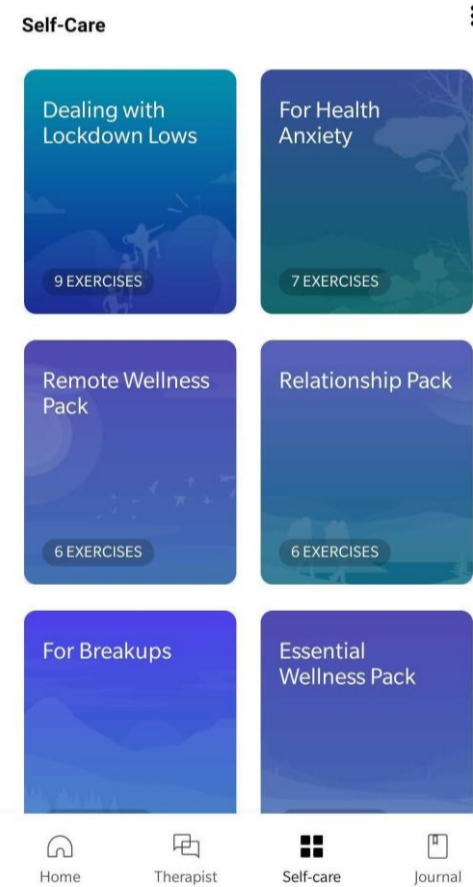 Self-Care
Dealing with
Lockdown Lows
9 EXERCISES
For Health
Anxiety
7 EXERCISES
Remote Wellness
Pack
6 EXERCISES
Relationship Pack
6 EXERCISES
For Breakups
Essential
Wellness Pack
Home
Therapist
Self-care
Journal